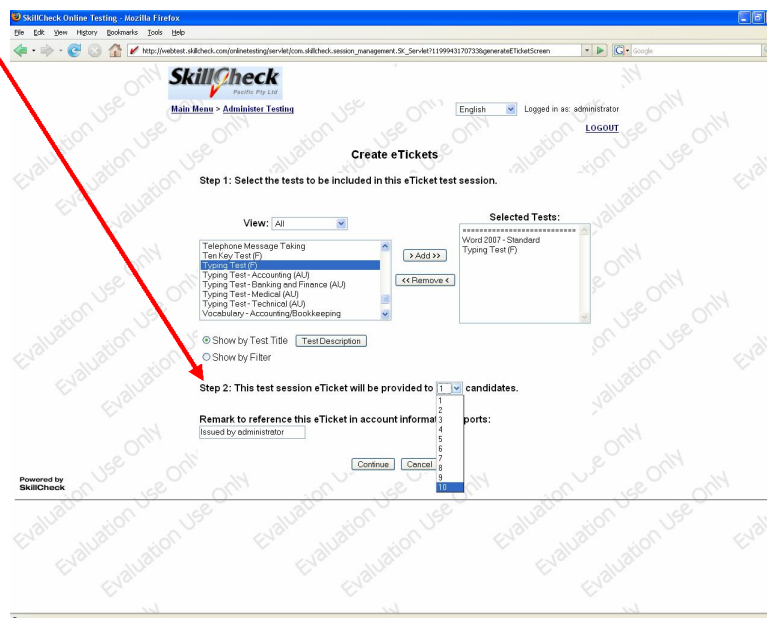 SkillCheck Online Testing - Mozilla Firefox
File Edit View History Bookmarks Tools Help
http://webtest.skillcheck.com/onlinetesting/servlet/com.skillcheck.session_management.SK_Servlet?1199943170733&generateETicketScreen
Google
SkillCheck
Pacific Pty Ltd
Main Menu > Administer Testing
English
Logged in as: administrator
LOGOUT
Create eTickets
Step 1: Select the tests to be included in this eTicket test session.
View: All
Selected Tests:
Telephone Message Taking
Ten Key Test (F)
Typing Test (F)
Typing Test - Accounting (AU)
Typing Test - Banking and Finance (AU)
Typing Test - Medical (AU)
Typing Test - Technical (AU)
Vocabulary - Accounting/Bookkeeping
> Add >>
<< Remove <
============================
Word 2007 - Standard
Typing Test (F)
Show by Test Title
Test Description
Show by Filter
Step 2: This test session eTicket will be provided to 1 candidates.
1
2
3
4
5
6
7
8
9
10
Remark to reference this eTicket in account informat ports:
Issued by administrator
Continue
Cancel
Powered by
SkillCheck
Evaluation Use Only